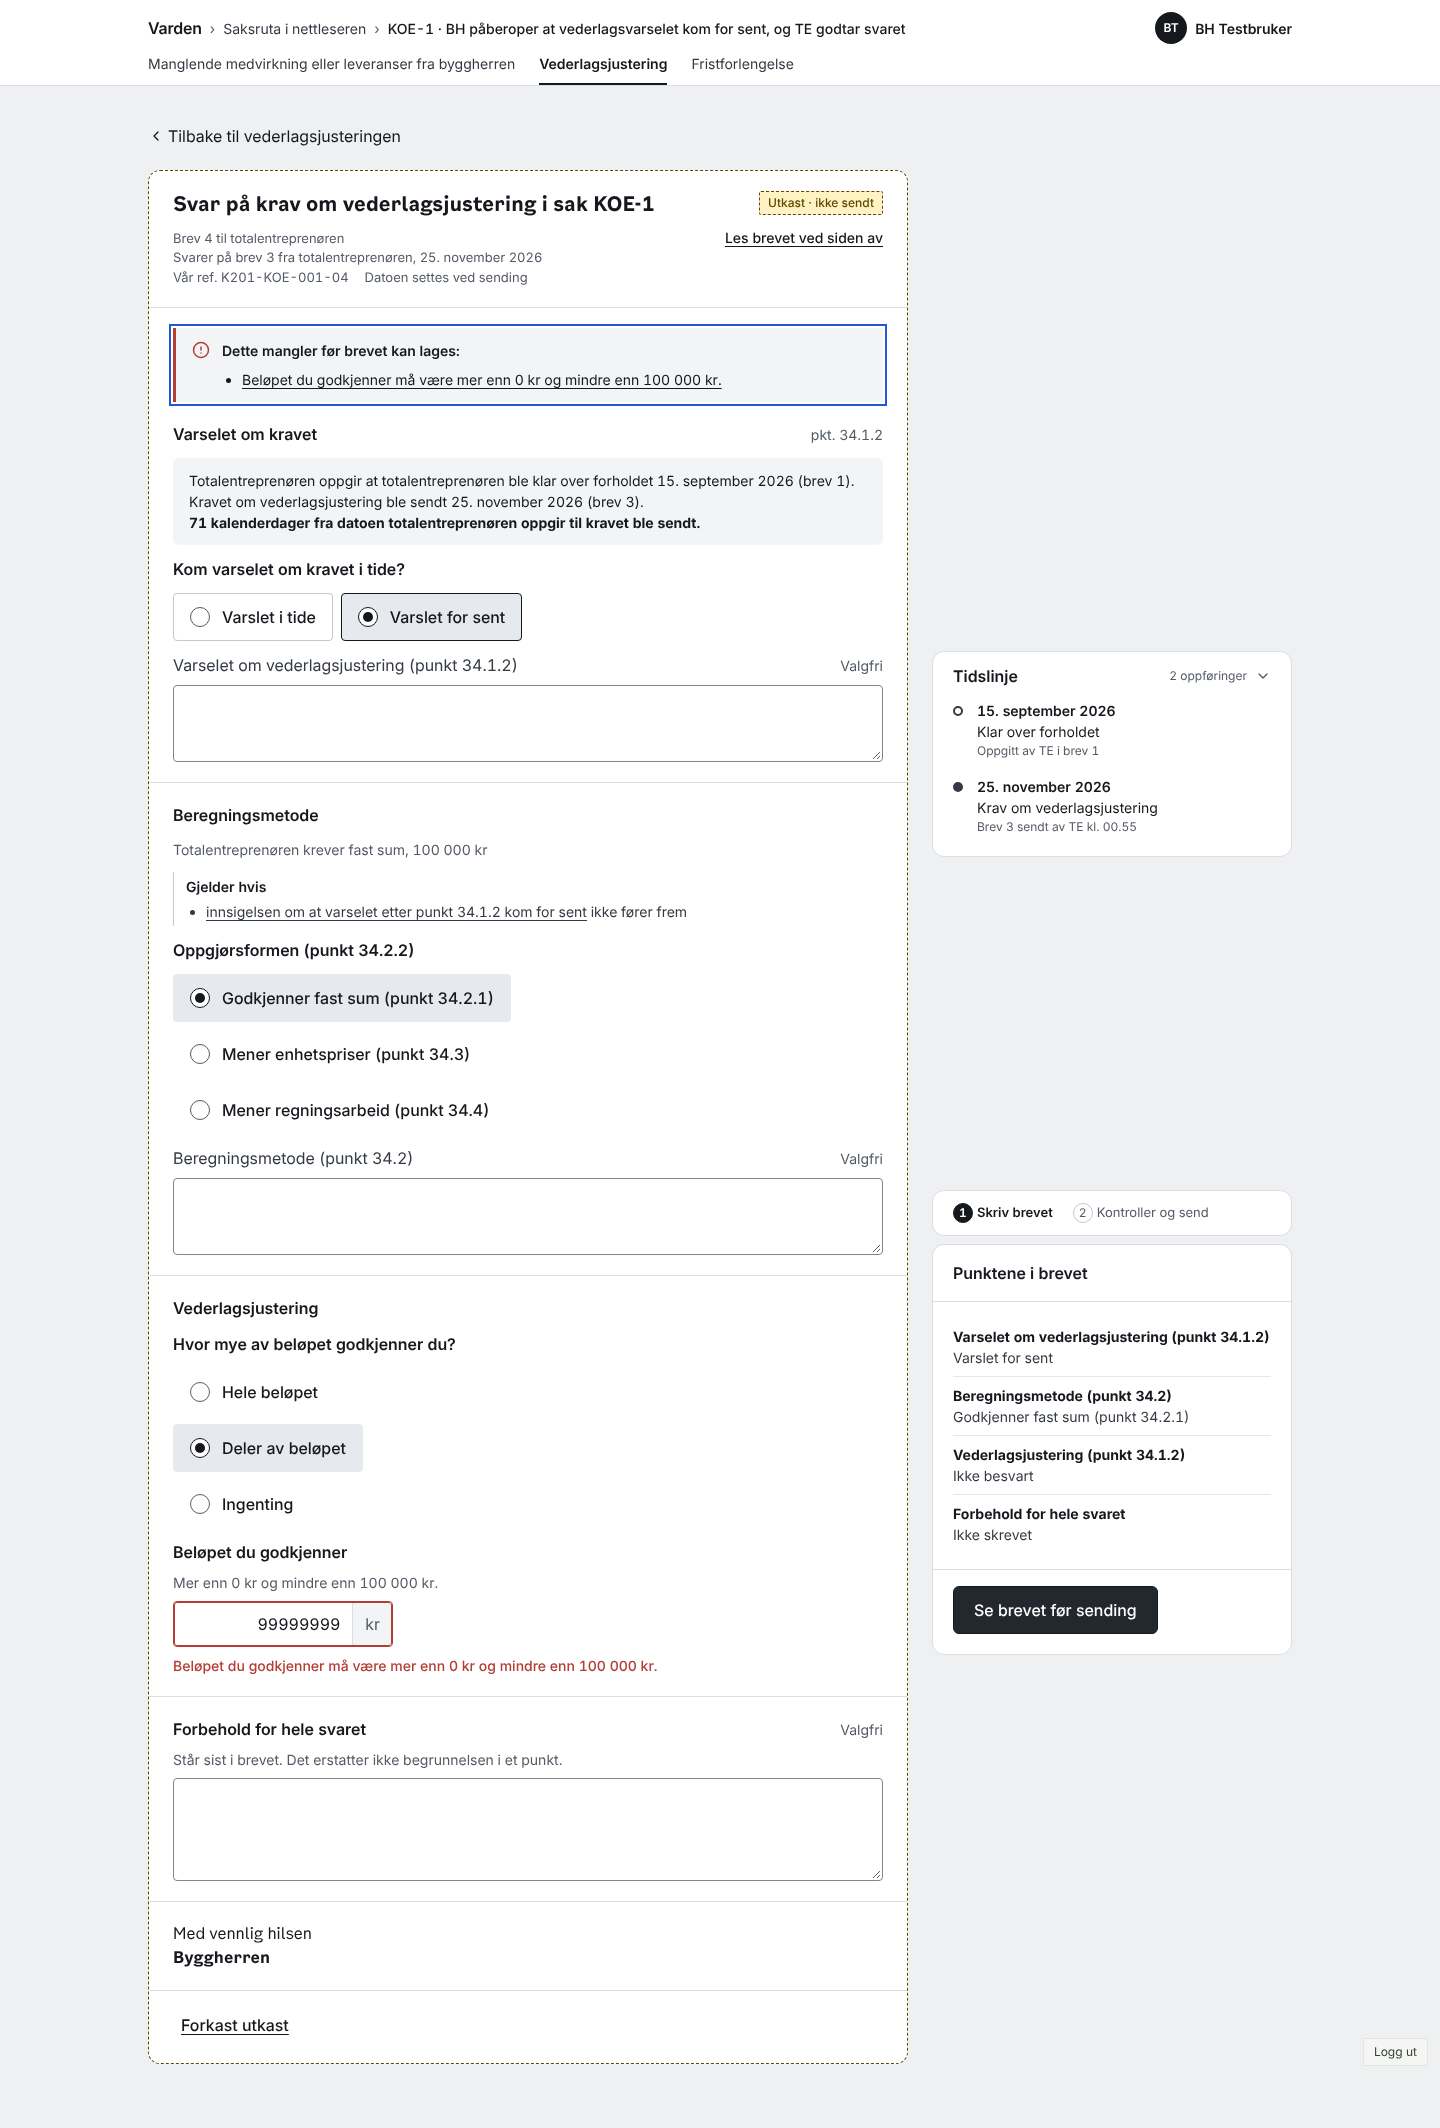 Varden › Saksruta i nettleseren › KOE-1 · BH påberoper at vederlagsvarselet kom for sent, og TE godtar svaret
BT BH Testbruker
Manglende medvirkning eller leveranser fra byggherren Vederlagsjustering Fristforlengelse
Tilbake til vederlagsjusteringen
Svar på krav om vederlagsjustering i sak KOE-1
Utkast · ikke sendt
Brev 4 til totalentreprenøren
Les brevet ved siden av
Svarer på brev 3 fra totalentreprenøren, 25. november 2026
Vår ref. K201-KOE-001-04 Datoen settes ved sending
Dette mangler før brevet kan lages:
Beløpet du godkjenner må være mer enn 0 kr og mindre enn 100 000 kr.
Varselet om kravet
pkt. 34.1.2
Totalentreprenøren oppgir at totalentreprenøren ble klar over forholdet 15. september 2026 (brev 1).
Kravet om vederlagsjustering ble sendt 25. november 2026 (brev 3).
71 kalenderdager fra datoen totalentreprenøren oppgir til kravet ble sendt.
Kom varselet om kravet i tide?
Varslet i tide
Varslet for sent
Varselet om vederlagsjustering (punkt 34.1.2)
Valgfri
Beregningsmetode
Totalentreprenøren krever fast sum, 100 000 kr
Gjelder hvis
innsigelsen om at varselet etter punkt 34.1.2 kom for sent ikke fører frem
Oppgjørsformen (punkt 34.2.2)
Godkjenner fast sum (punkt 34.2.1)
Mener enhetspriser (punkt 34.3)
Mener regningsarbeid (punkt 34.4)
Beregningsmetode (punkt 34.2)
Valgfri
Vederlagsjustering
Hvor mye av beløpet godkjenner du?
Hele beløpet
Deler av beløpet
Ingenting
Beløpet du godkjenner
Mer enn 0 kr og mindre enn 100 000 kr.
99999999 kr
Beløpet du godkjenner må være mer enn 0 kr og mindre enn 100 000 kr.
Forbehold for hele svaret
Valgfri
Står sist i brevet. Det erstatter ikke begrunnelsen i et punkt.
Med vennlig hilsen
Byggherren
Forkast utkast
Tidslinje
2 oppføringer
15. september 2026
Klar over forholdet
Oppgitt av TE i brev 1
25. november 2026
Krav om vederlagsjustering
Brev 3 sendt av TE kl. 00.55
1 Skriv brevet
2 Kontroller og send
Punktene i brevet
Varselet om vederlagsjustering (punkt 34.1.2)
Varslet for sent
Beregningsmetode (punkt 34.2)
Godkjenner fast sum (punkt 34.2.1)
Vederlagsjustering (punkt 34.1.2)
Ikke besvart
Forbehold for hele svaret
Ikke skrevet
Se brevet før sending
Logg ut